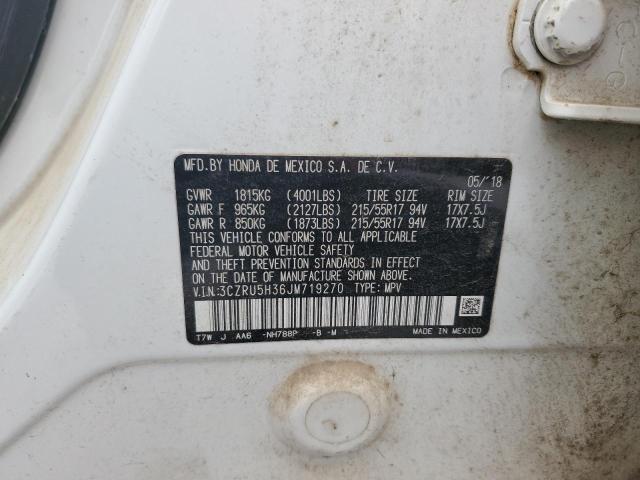 MFD.BY HONDA DE MEXICO S.A. DE C.V.
05/'18
GVWR 1815KG (4001LBS) TIRE SIZE RIM SIZE
GAWR F 965KG (2127LBS) 215/55R17 94V 17X7.5J
GAWR R 850KG (1873LBS) 215/55R17 94V 17X7.5J
THIS VEHICLE CONFORMS TO ALL APPLICABLE
FEDERAL MOTOR VEHICLE SAFETY
AND THEFT PREVENTION STANDARDS IN EFFECT
ON THE DATE OF MANUFACTURE SHOWN ABOVE.
V.I.N:3CZRU5H36JM719270 TYPE: MPV
T7W J AA6 -NH788P -B -M MADE IN MEXICO